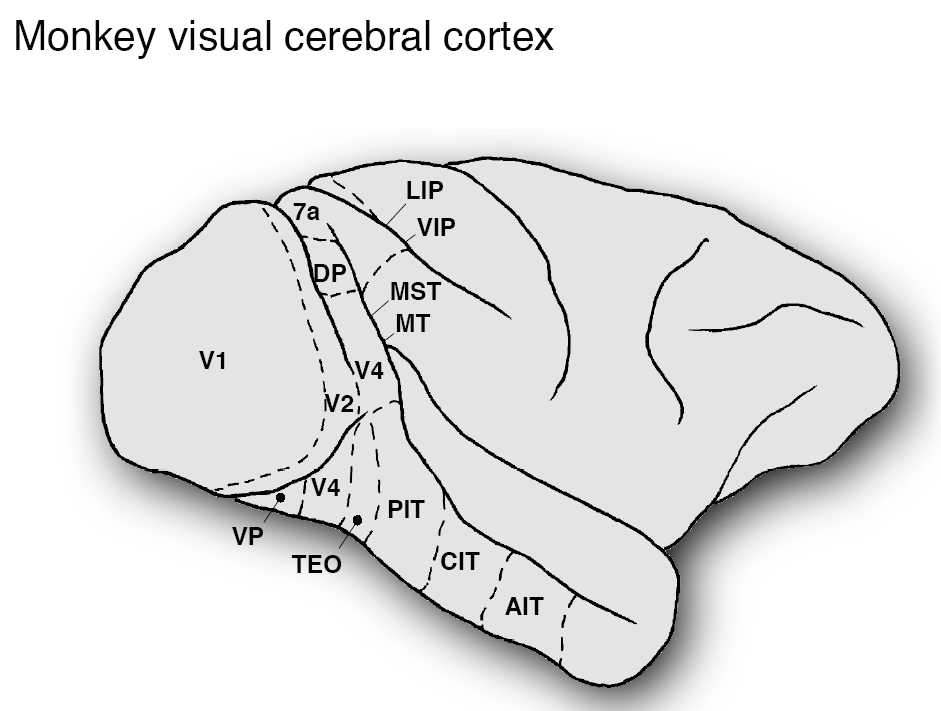 Monkey visual cerebral cortex
LIP
7a
VIP
DP
MST
MT
V1
V4
V2
V4
PIT
VP
TEO
CIT
AIT